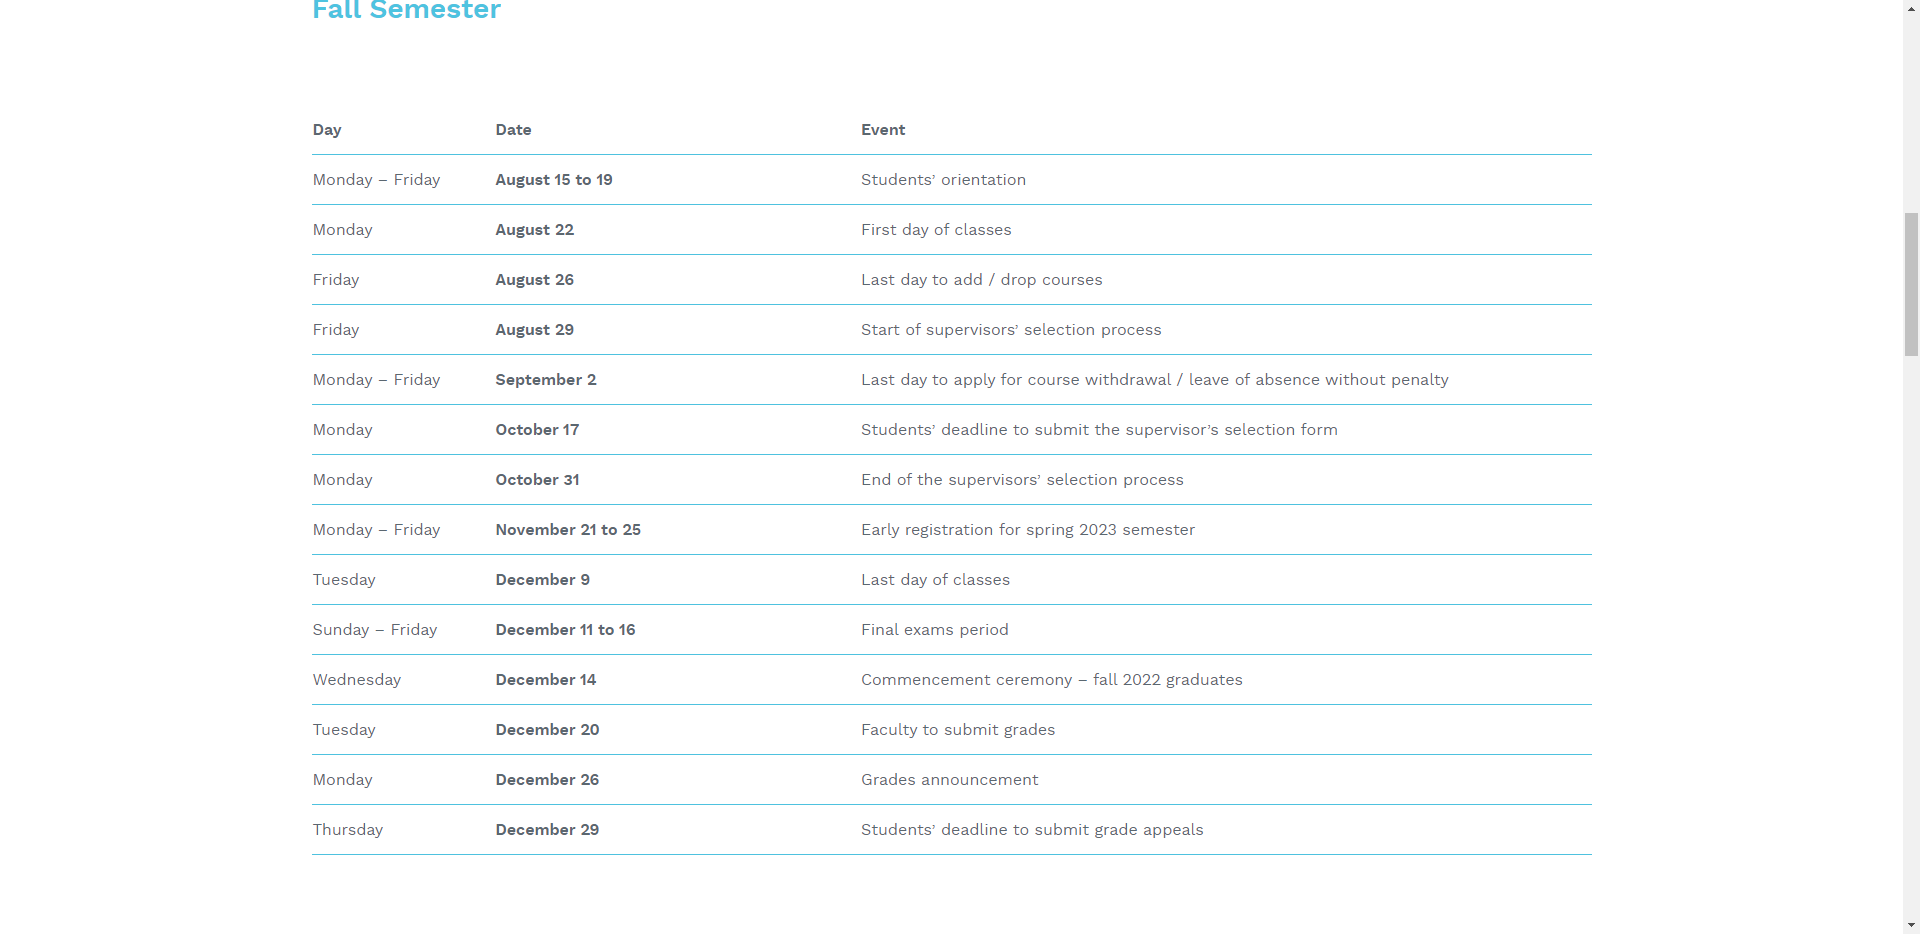 Fall Semester
Day Date Event
Monday – Friday August 15 to 19 Students’ orientation
Monday August 22 First day of classes
Friday August 26 Last day to add / drop courses
Friday August 29 Start of supervisors’ selection process
Monday – Friday September 2 Last day to apply for course withdrawal / leave of absence without penalty
Monday October 17 Students’ deadline to submit the supervisor’s selection form
Monday October 31 End of the supervisors’ selection process
Monday – Friday November 21 to 25 Early registration for spring 2023 semester
Tuesday December 9 Last day of classes
Sunday – Friday December 11 to 16 Final exams period
Wednesday December 14 Commencement ceremony – fall 2022 graduates
Tuesday December 20 Faculty to submit grades
Monday December 26 Grades announcement
Thursday December 29 Students’ deadline to submit grade appeals